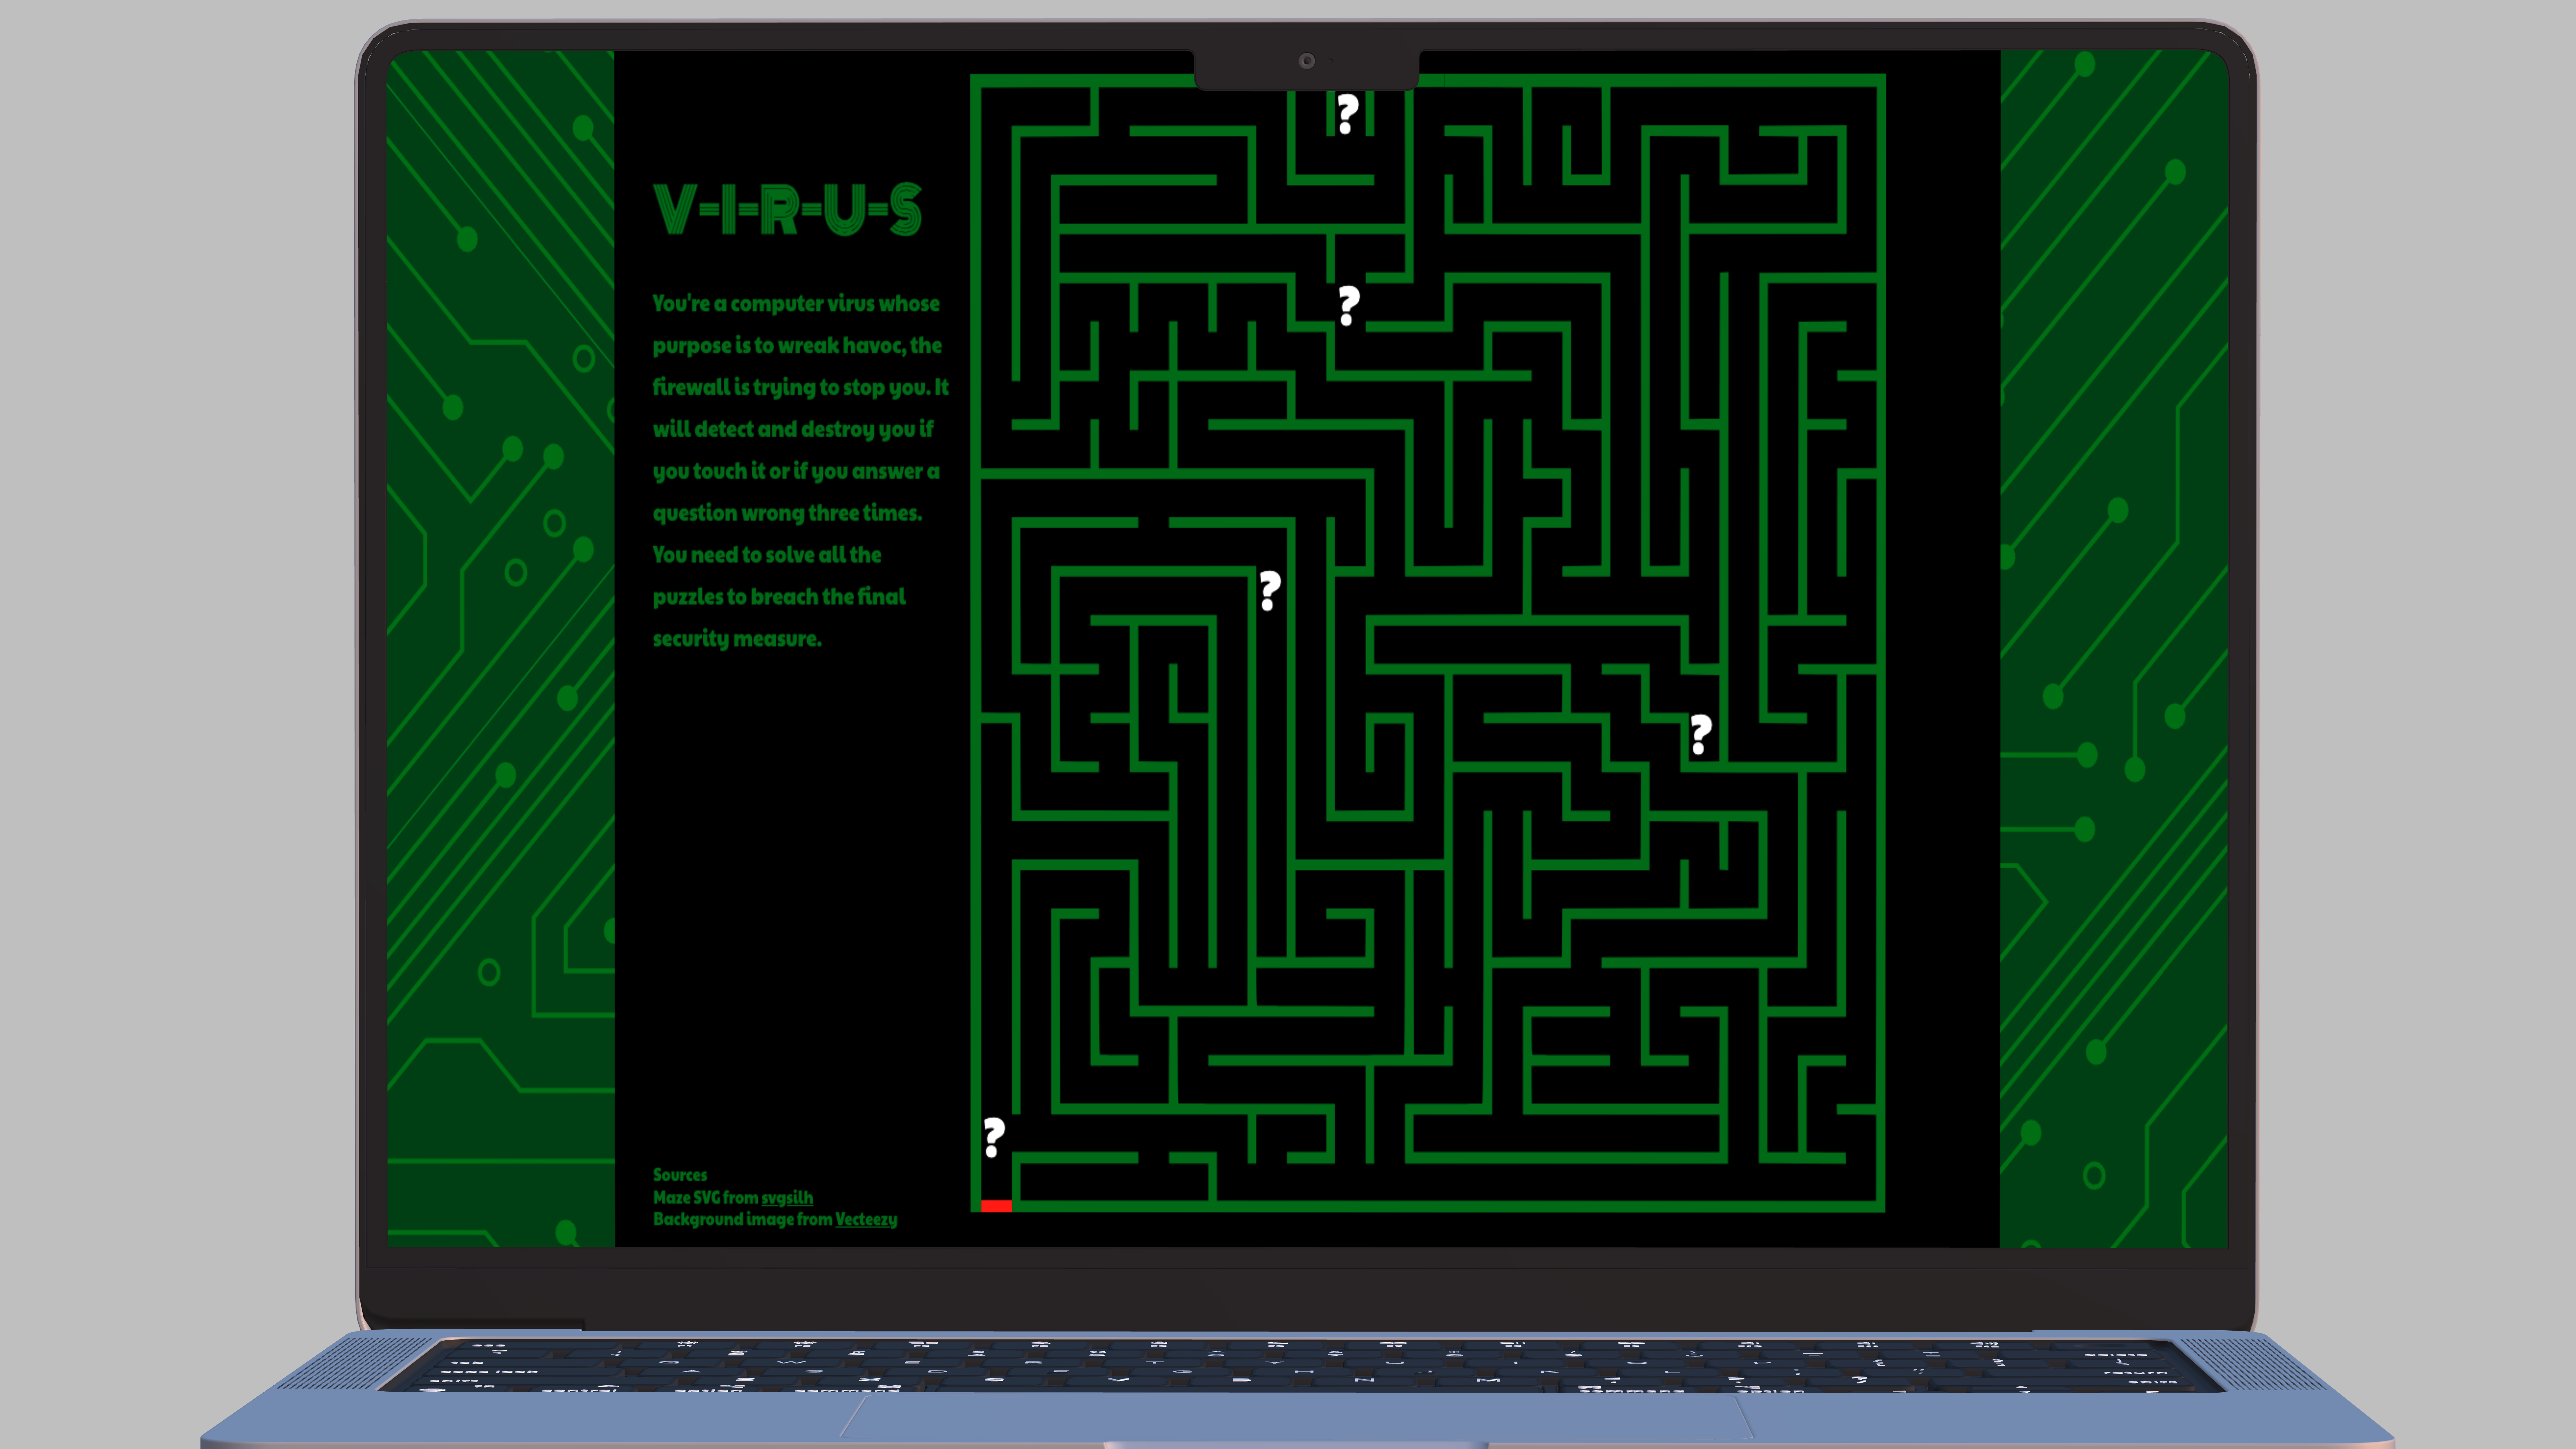 V-I-R-U-S
You're a computer virus whose
purpose is to wreak havoc, the
firewall is trying to stop you. It
will detect and destroy you if
you touch it or if you answer a
question wrong three times.
You need to solve all the
puzzles to breach the final
security measure.
?
?
?
?
?
Sources
Maze SVG from svgsilh
Background image from Vecteezy